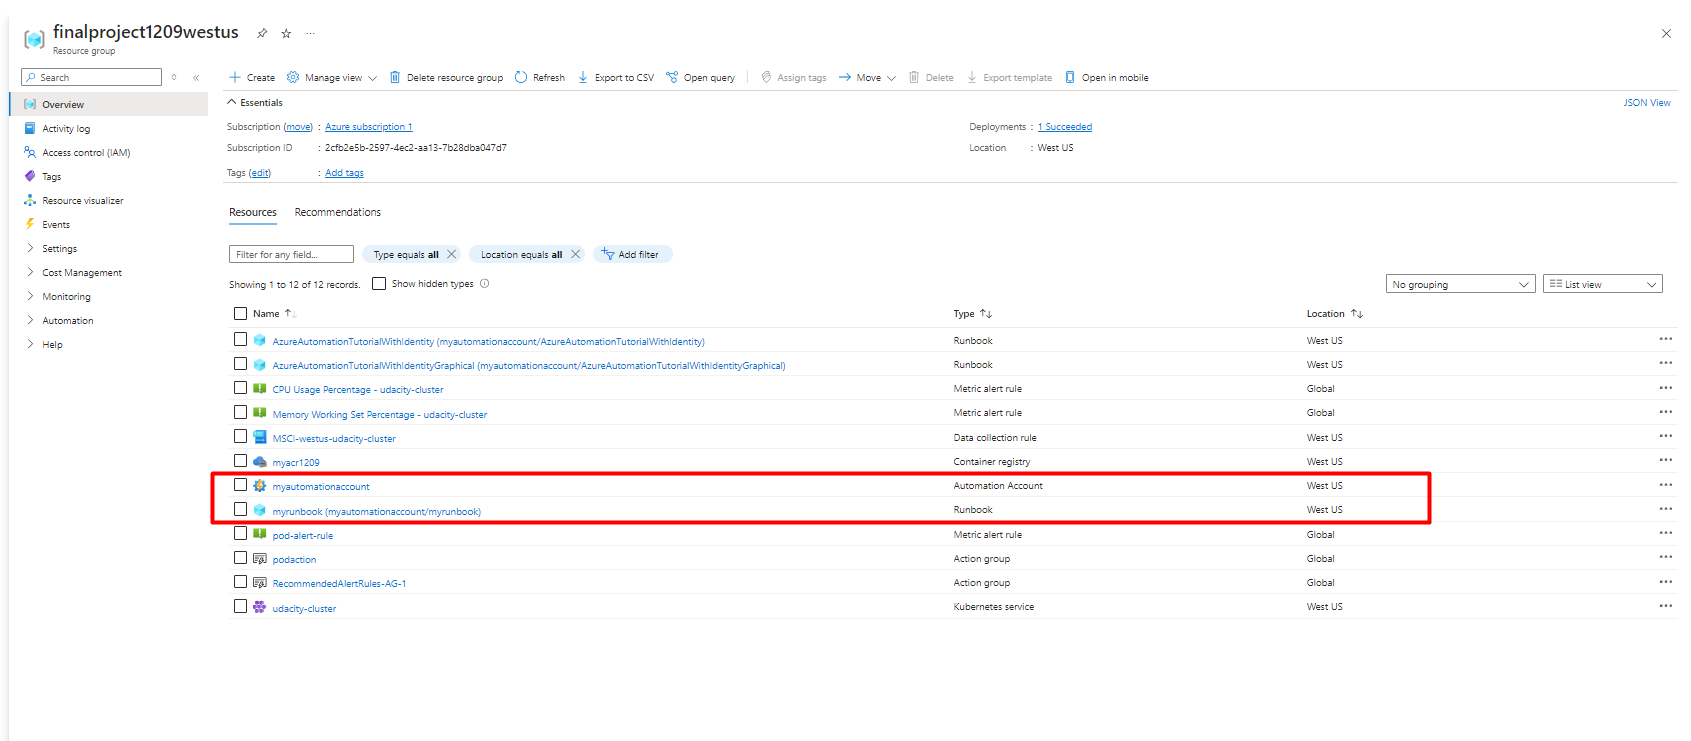 finalproject1209westus
Resource group
Search
Create Manage view Delete resource group Refresh Export to CSV Open query Assign tags Move Delete Export template Open in mobile
Overview
Activity log
Access control (IAM)
Tags
Resource visualizer
Events
Settings
Cost Management
Monitoring
Automation
Help
Essentials
JSON View
Subscription (move) : Azure subscription 1
Deployments : 1 Succeeded
Subscription ID : 2cfb2e5b-2597-4ec2-aa13-7b28dba047d7
Location : West US
Tags (edit) : Add tags
Resources Recommendations
Filter for any field... Type equals all Location equals all Add filter
Showing 1 to 12 of 12 records. Show hidden types
No grouping List view
Name Type Location
AzureAutomationTutorialWithIdentity (myautomationaccount/AzureAutomationTutorialWithIdentity) Runbook West US
AzureAutomationTutorialWithIdentityGraphical (myautomationaccount/AzureAutomationTutorialWithIdentityGraphical) Runbook West US
CPU Usage Percentage - udacity-cluster Metric alert rule Global
Memory Working Set Percentage - udacity-cluster Metric alert rule Global
MSCI-westus-udacity-cluster Data collection rule West US
myacr1209 Container registry West US
myautomationaccount Automation Account West US
myrunbook (myautomationaccount/myrunbook) Runbook West US
pod-alert-rule Metric alert rule Global
podaction Action group Global
RecommendedAlertRules-AG-1 Action group Global
udacity-cluster Kubernetes service West US